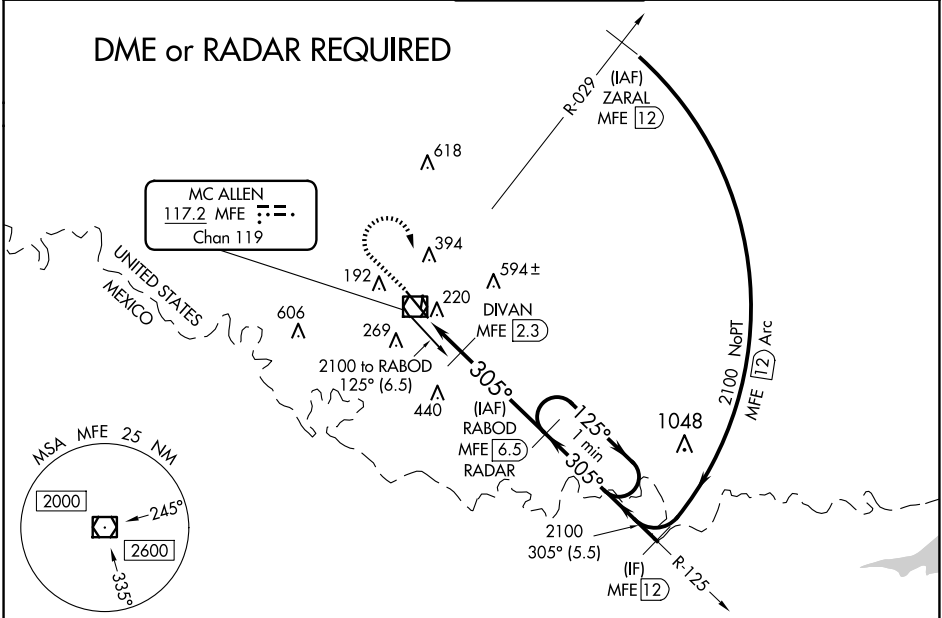 DME or RADAR REQUIRED
R-029
(IAF)
ZARAL
MFE 12
618
MC ALLEN
117.2 MFE
Chan 119
394
594±
192
220
UNITED STATES
MEXICO
606
269
DIVAN
MFE 2.3
2100 to RABOD
125° (6.5)
305°
440
2100 NoPT
MFE 12 Arc
(IAF)
RABOD
MFE 6.5
RADAR
125°
1 min
305°
1048
MSA MFE 25 NM
2000
245°
2600
335°
2100
305° (5.5)
(IF)
MFE 12
R-125